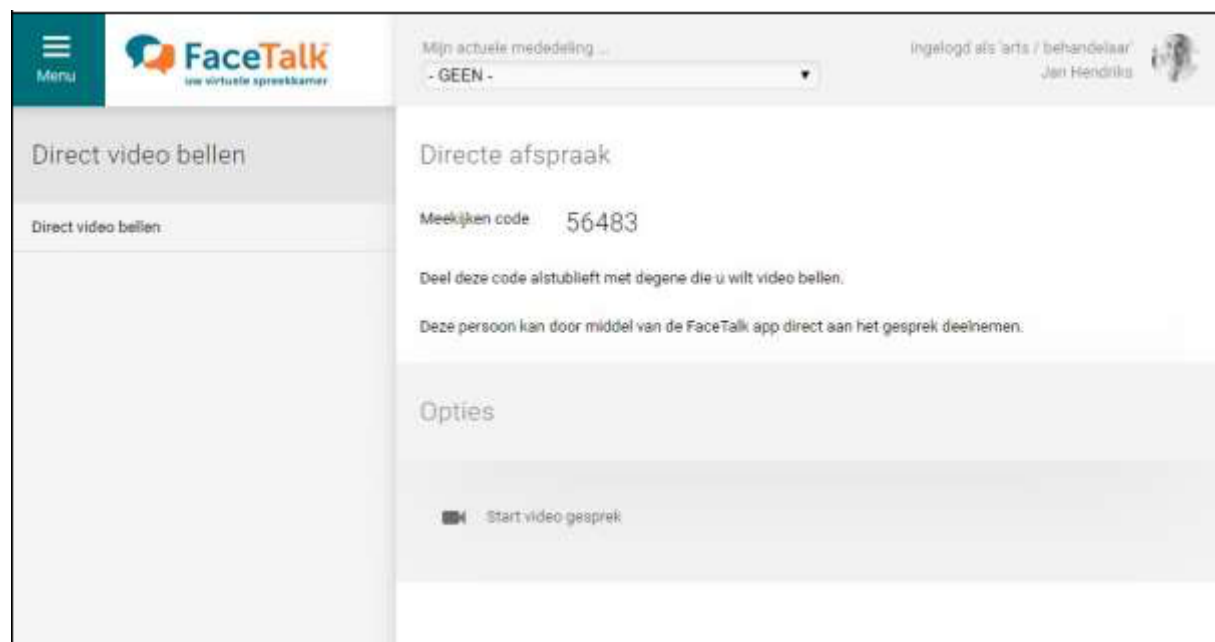 Menu
FaceTalk
uw virtuele spreekkamer
Mijn actuele mededeling ...
- GEEN -
ingelogd als 'arts / behandelaar'
Jan Hendriks
Direct video bellen
Direct video bellen
Directe afspraak
Meekijken code 56483
Deel deze code alstublieft met degene die u wilt video bellen.
Deze persoon kan door middel van de FaceTalk app direct aan het gesprek deelnemen.
Opties
Start video gesprek